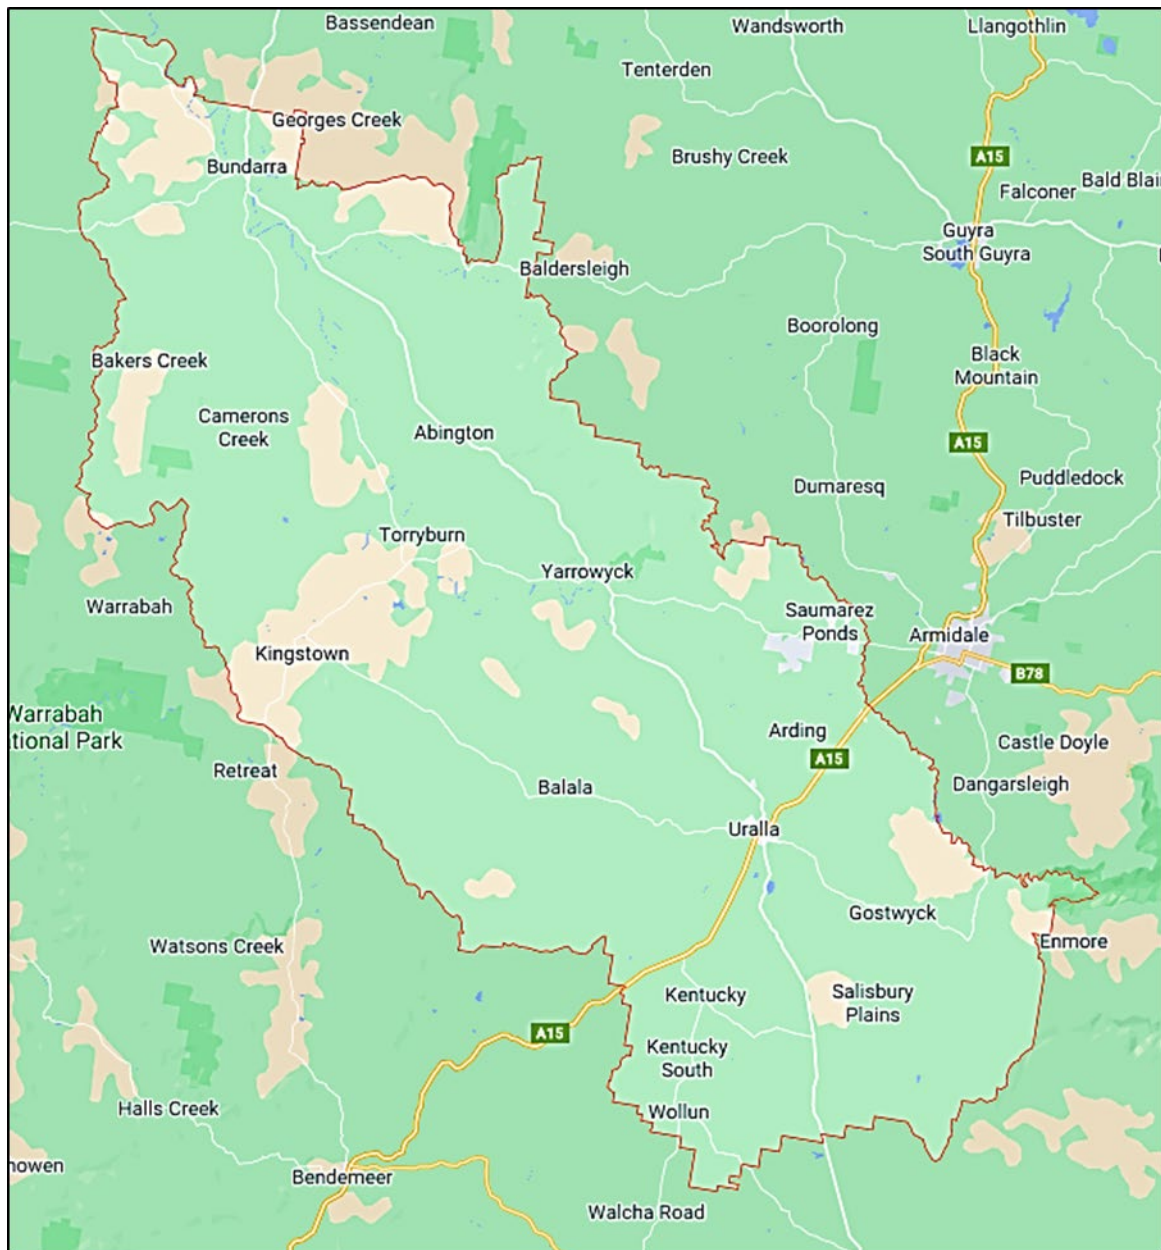 Bassendean
Wandsworth
Llangothlin
Tenterden
Georges Creek
Brushy Creek
A15
Bundarra
Falconer
Bald Blair
Guyra
South Guyra
Baldersleigh
Boorolong
Black
Mountain
Bakers Creek
Camerons
Creek
Abington
A15
Puddledock
Dumaresq
Tilbuster
Torryburn
Yarrowyck
Warrabah
Saumarez
Ponds
Armidale
Kingstown
B78
Warrabah
tional Park
Arding
Castle Doyle
A15
Retreat
Balala
Dangarsleigh
Uralla
Gostwyck
Watsons Creek
Enmore
Kentucky
Salisbury
Plains
A15
Kentucky
South
Halls Creek
Wollun
nowen
Bendemeer
Walcha Road